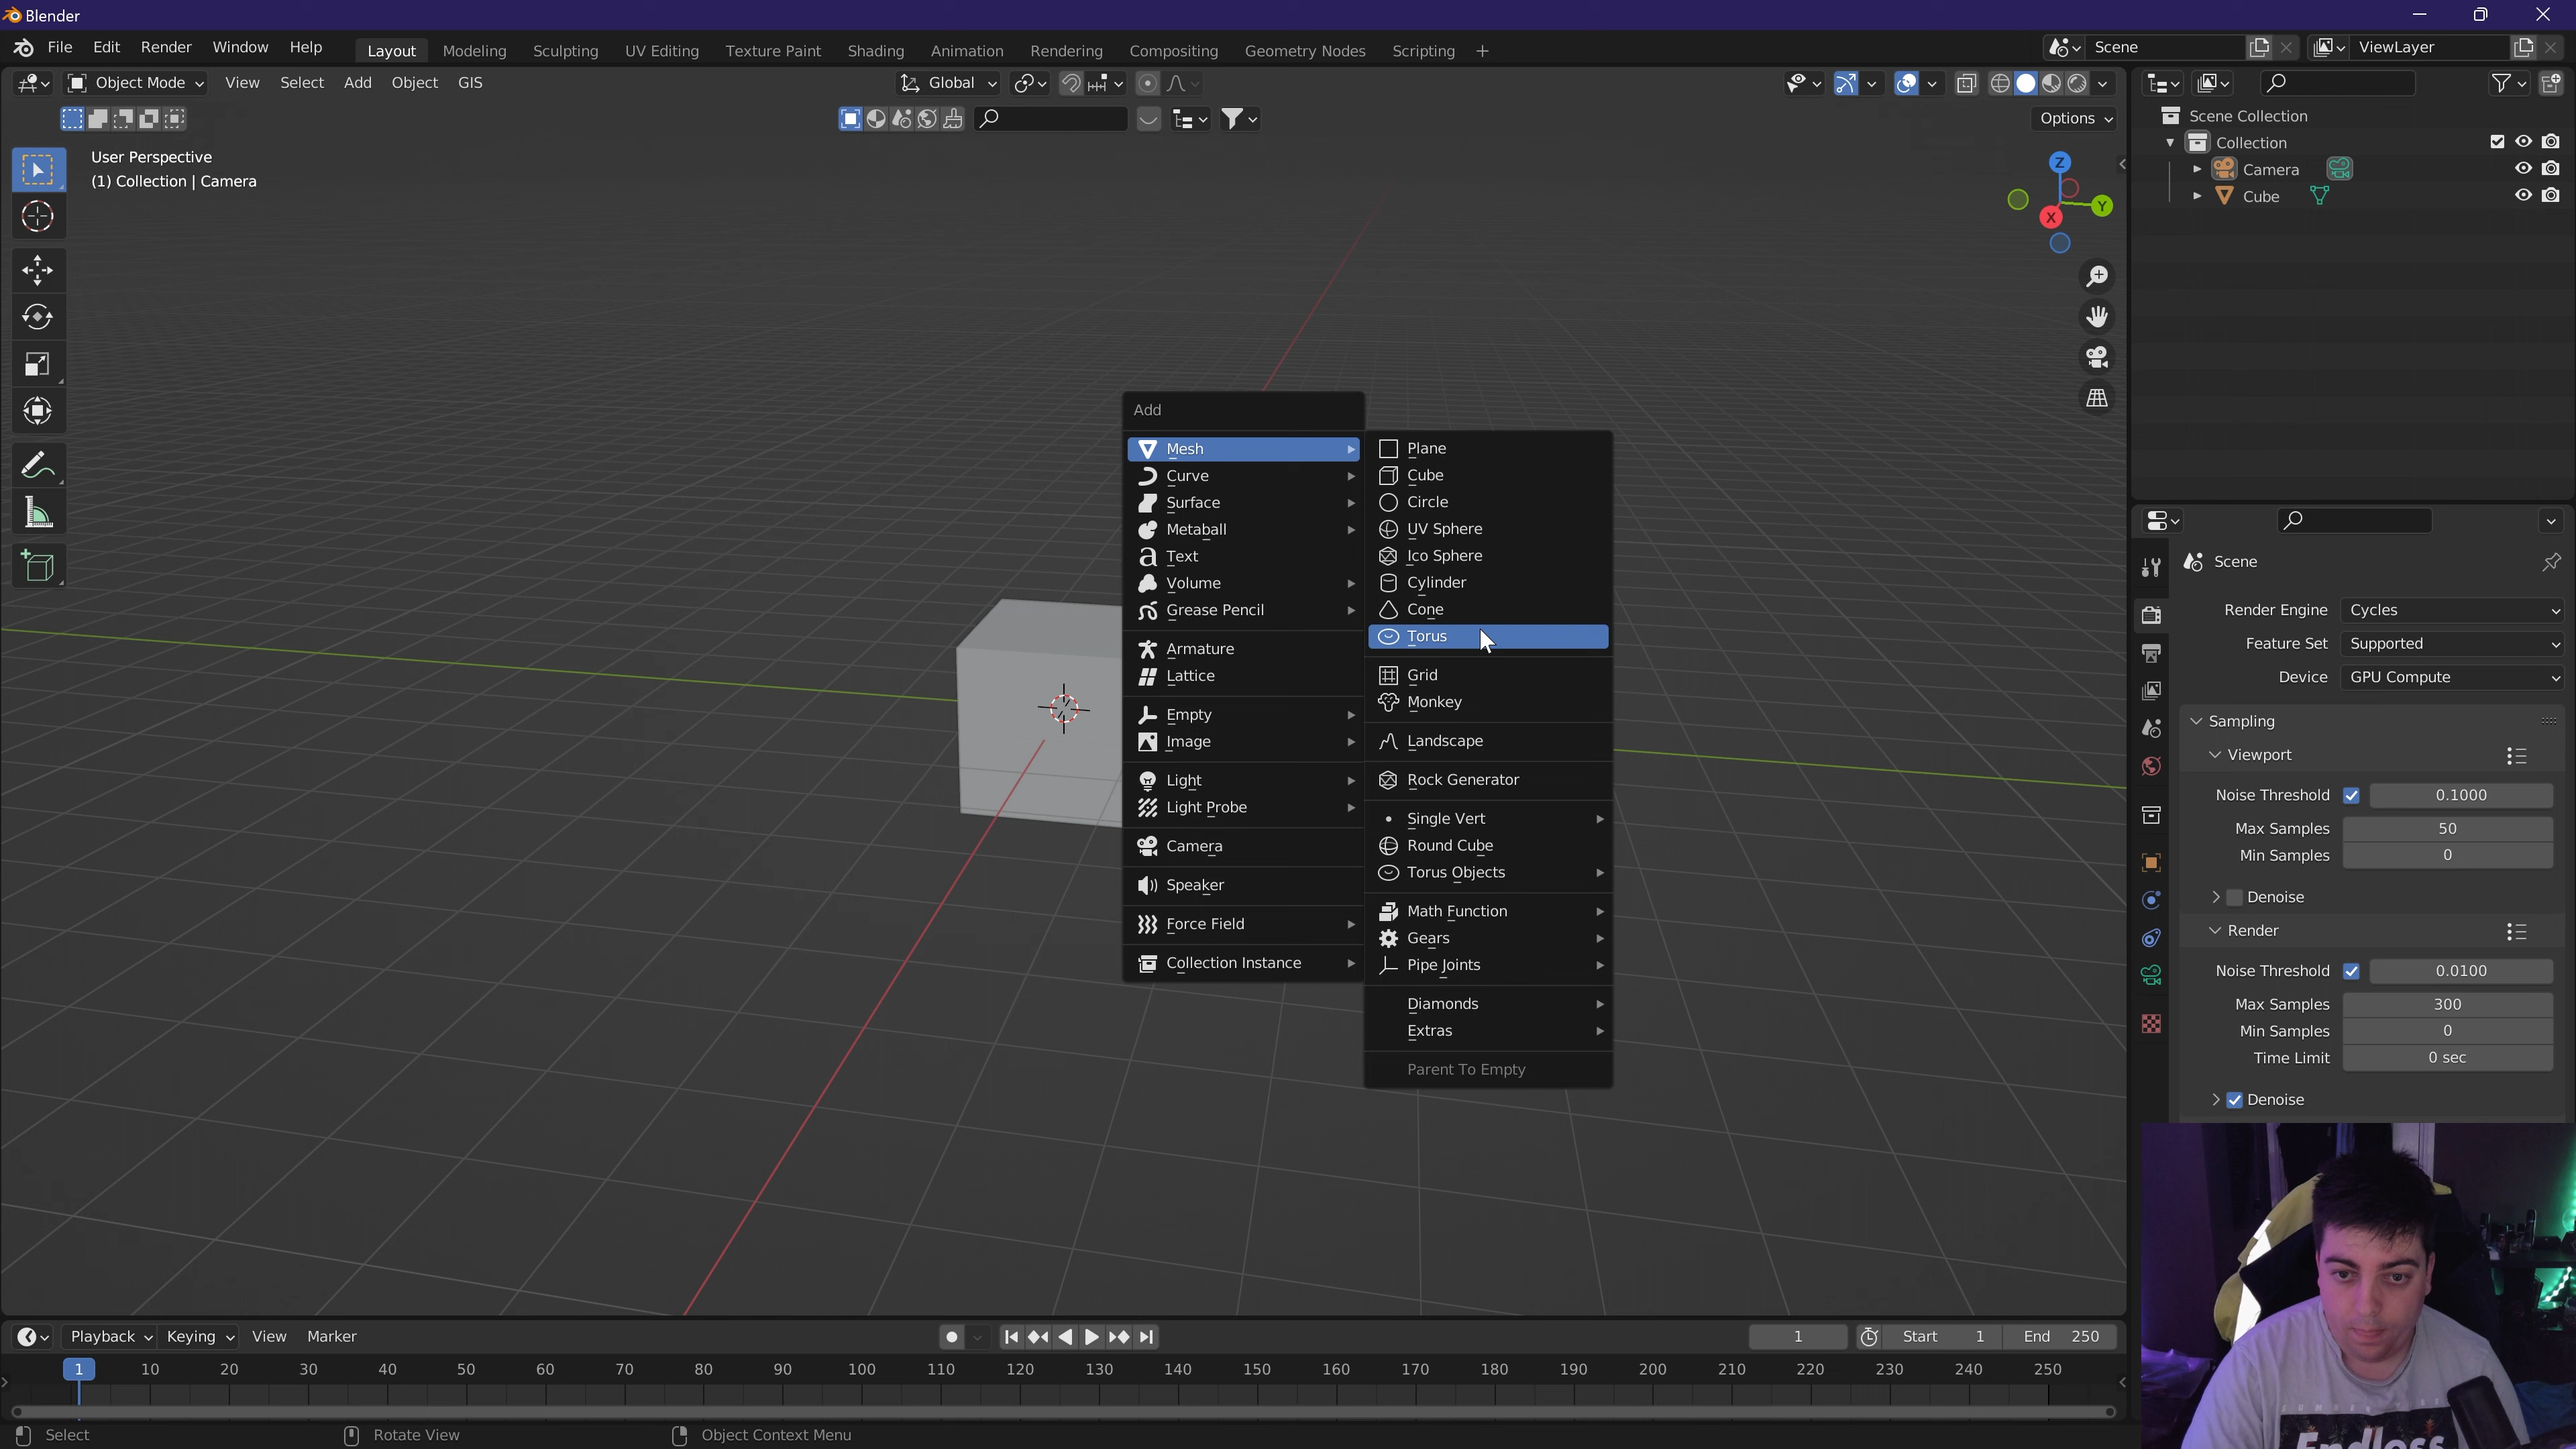 Blender
File Edit Render Window Help Layout Modeling Sculpting UV Editing Texture Paint Shading Animation Rendering Compositing Geometry Nodes Scripting + Scene ViewLayer
Object Mode View Select Add Object GIS Global
Options
User Perspective
(1) Collection | Camera
Z
Y
X
Scene Collection
Collection
Camera
Cube
Add
Mesh
Curve
Surface
Metaball
Text
Volume
Grease Pencil
Armature
Lattice
Empty
Image
Light
Light Probe
Camera
Speaker
Force Field
Collection Instance
Plane
Cube
Circle
UV Sphere
Ico Sphere
Cylinder
Cone
Torus
Grid
Monkey
Landscape
Rock Generator
Single Vert
Round Cube
Torus Objects
Math Function
Gears
Pipe Joints
Diamonds
Extras
Parent To Empty
Scene
Render Engine Cycles
Feature Set Supported
Device GPU Compute
Sampling
Viewport
Noise Threshold 0.1000
Max Samples 50
Min Samples 0
Denoise
Render
Noise Threshold 0.0100
Max Samples 300
Min Samples 0
Time Limit 0 sec
Denoise
Playback Keying View Marker 1 Start 1 End 250
1 10 20 30 40 50 60 70 80 90 100 110 120 130 140 150 160 170 180 190 200 210 220 230 240 250
Select Rotate View Object Context Menu
Endless